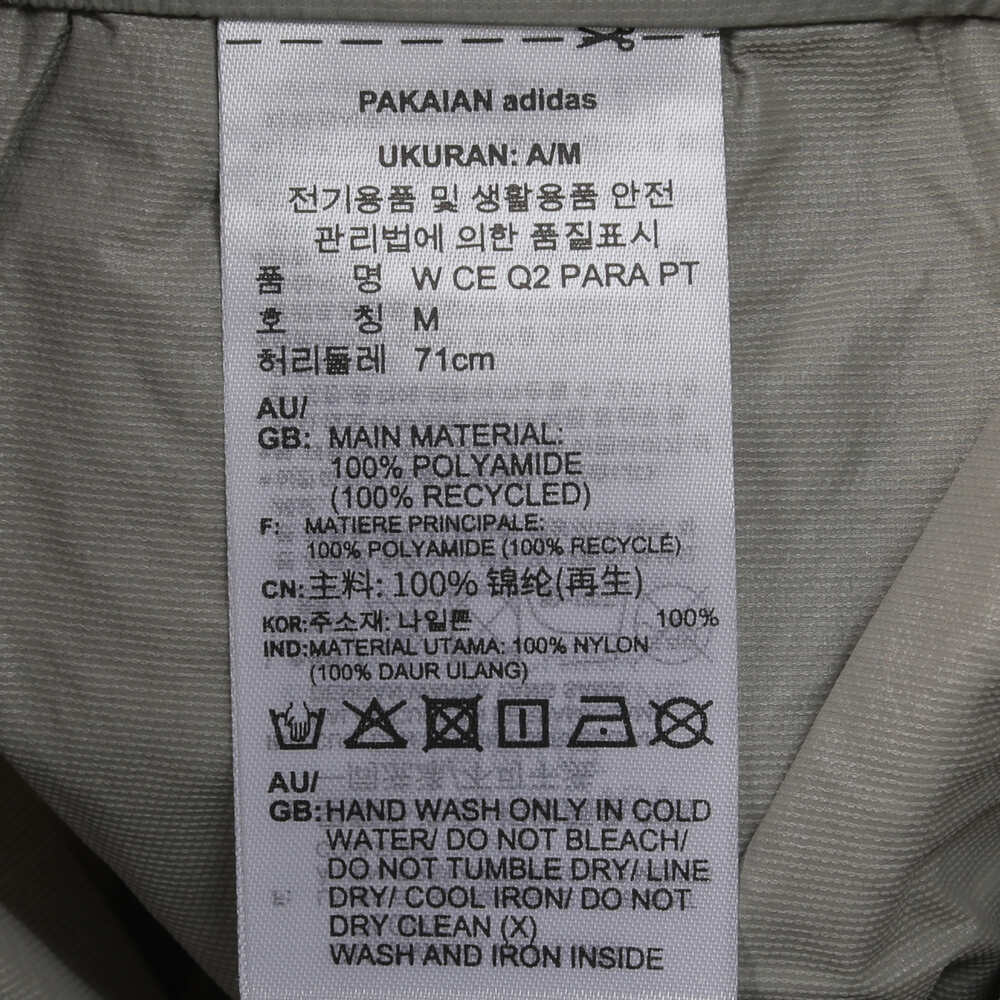 PAKAIAN adidas
UKURAN: A/M
전기용품 및 생활용품 안전
관리법에 의한 품질표시
품 명 W CE Q2 PARA PT
호 칭 M
허리둘레 71cm
AU/
GB: MAIN MATERIAL:
100% POLYAMIDE
(100% RECYCLED)
F: MATIERE PRINCIPALE:
100% POLYAMIDE (100% RECYCLÉ)
CN: 主料: 100% 锦纶(再生)
KOR: 주소재: 나일론 100%
IND: MATERIAL UTAMA: 100% NYLON
(100% DAUR ULANG)
AU/
GB: HAND WASH ONLY IN COLD
WATER/ DO NOT BLEACH/
DO NOT TUMBLE DRY/ LINE
DRY/ COOL IRON/ DO NOT
DRY CLEAN (X)
WASH AND IRON INSIDE